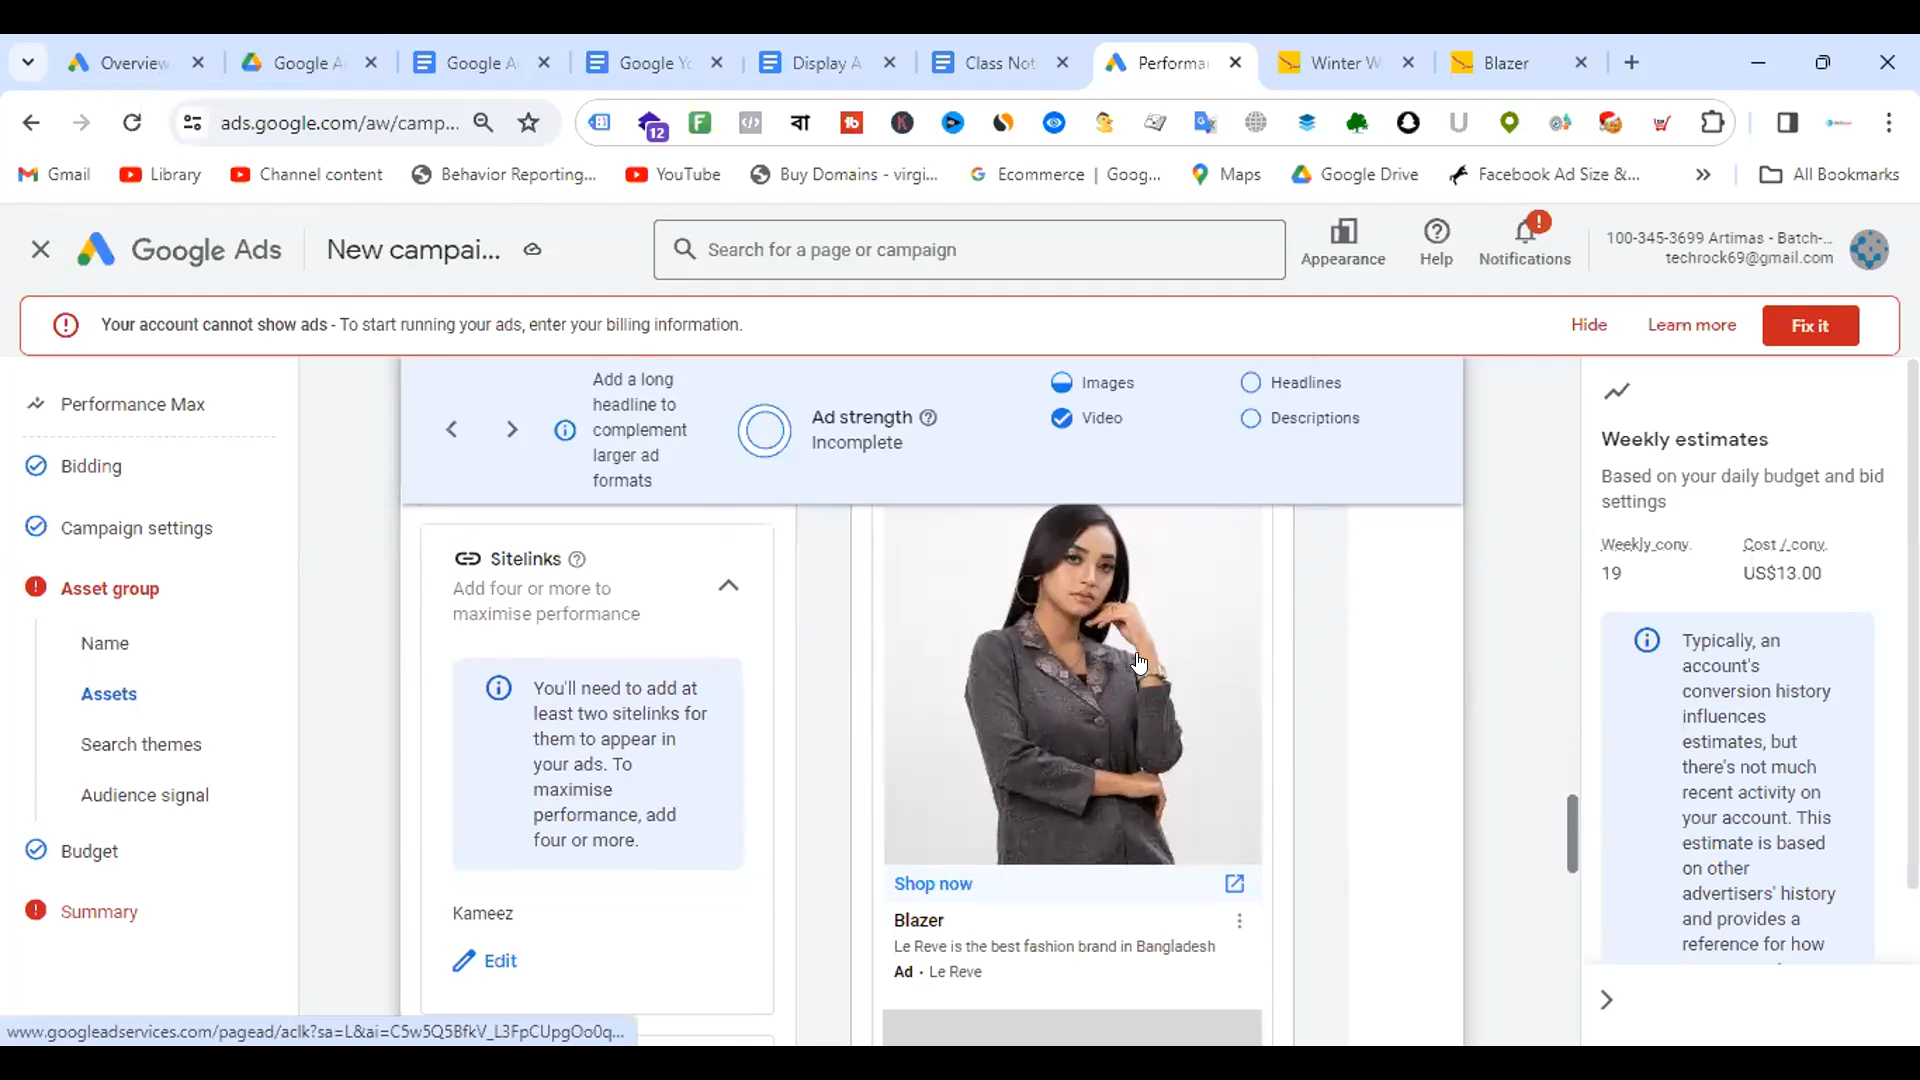 Overview
Google A
Google A
Google Yo
Display A
Class Not
Performa
Winter W
Blazer
ads.google.com/aw/camp...
12
Gmail
Library
Channel content
Behavior Reporting...
YouTube
Buy Domains - virgi...
Ecommerce | Goog...
Maps
Google Drive
Facebook Ad Size &...
All Bookmarks
Google Ads
New campai...
Search for a page or campaign
Appearance
Help
Notifications
100-345-3699 Artimas - Batch-...
techrock69@gmail.com
Your account cannot show ads - To start running your ads, enter your billing information.
Hide
Learn more
Fix it
Performance Max
Bidding
Campaign settings
Asset group
Name
Assets
Search themes
Audience signal
Budget
Summary
Add a long
headline to
complement
larger ad
formats
Ad strength
Incomplete
Images
Headlines
Video
Descriptions
Sitelinks
Add four or more to
maximise performance
You'll need to add at
least two sitelinks for
them to appear in
your ads. To
maximise
performance, add
four or more.
Kameez
Edit
Shop now
Blazer
Le Reve is the best fashion brand in Bangladesh
Ad · Le Reve
Weekly estimates
Based on your daily budget and bid
settings
Weekly conv.
Cost / conv.
19
US$13.00
Typically, an
account's
conversion history
influences
estimates, but
there's not much
recent activity on
your account. This
estimate is based
on other
advertisers' history
and provides a
reference for how
www.googleadservices.com/pagead/aclk?sa=L&ai=C5w5Q5BfkV_L3FpCUpgOo0q...